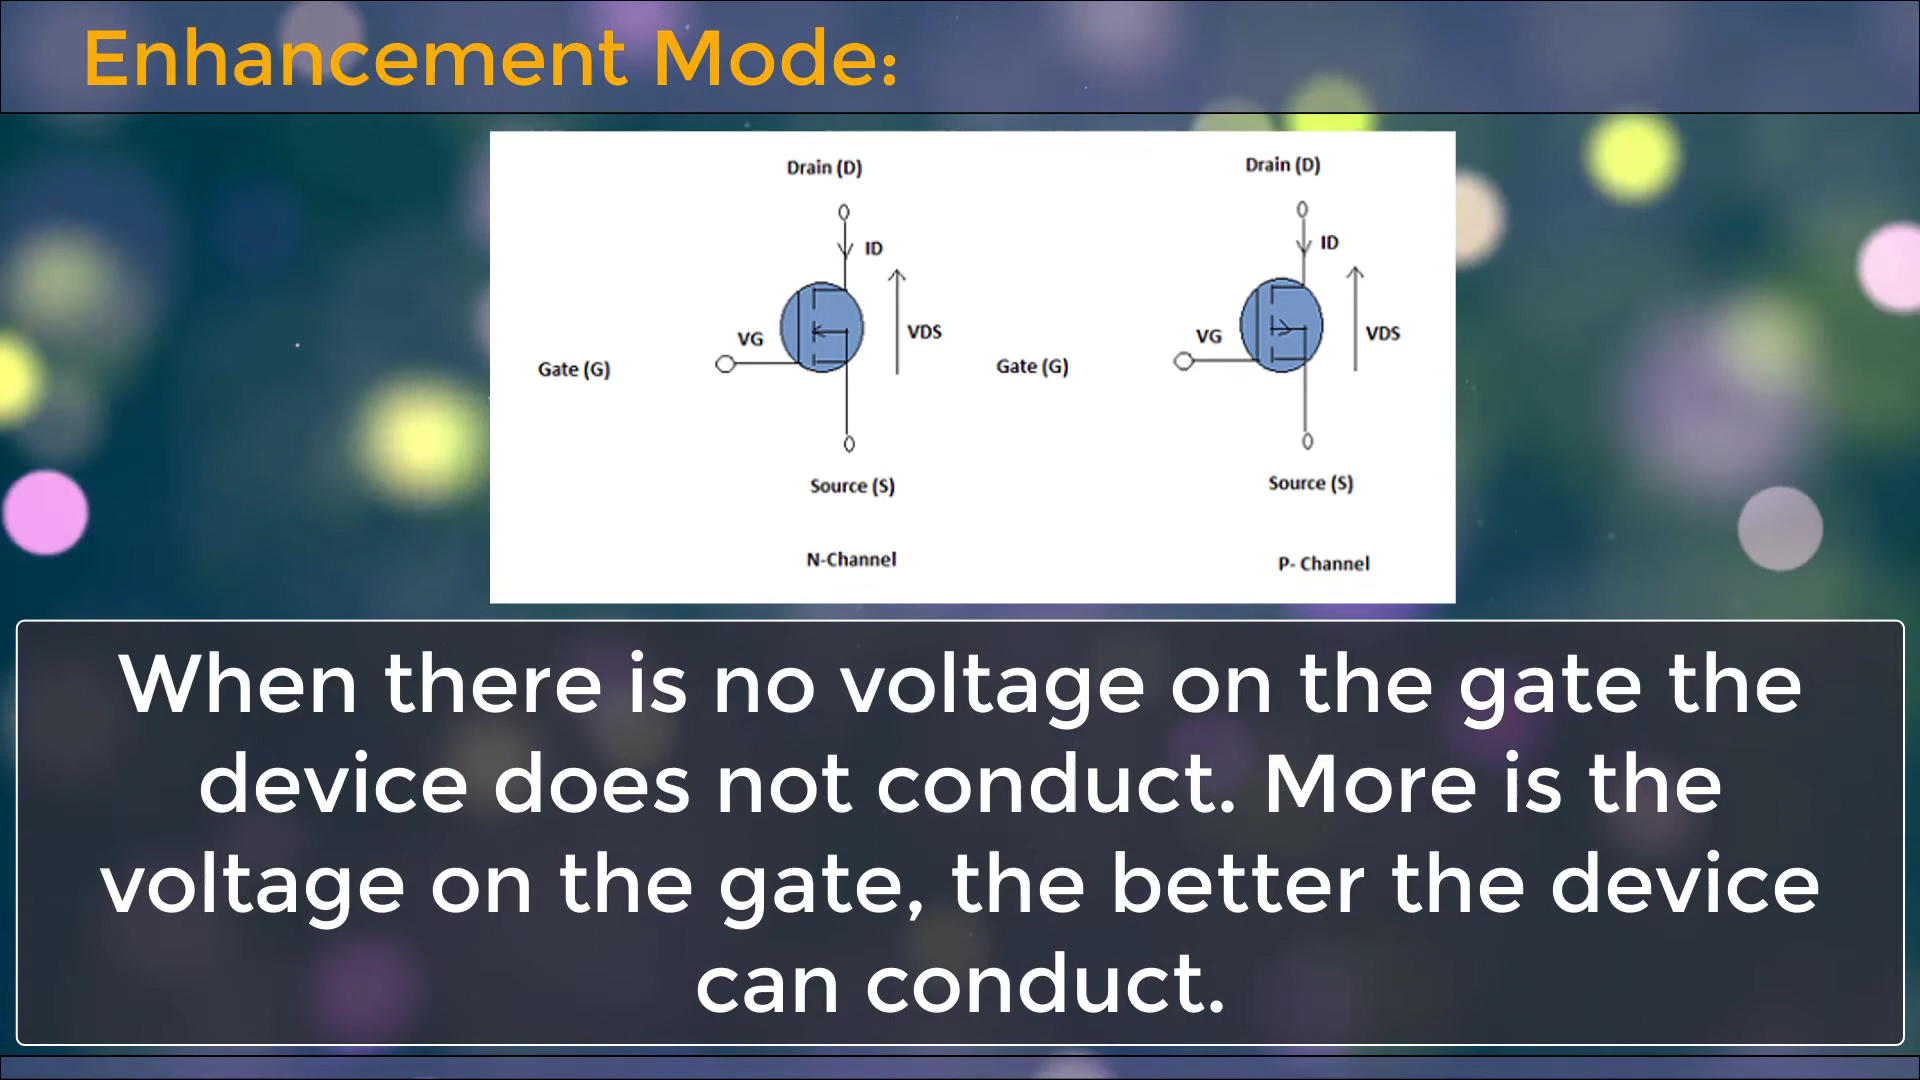 Enhancement Mode:
Drain (D)
ID
VG
VDS
Gate (G)
Source (S)
N-Channel
Drain (D)
ID
VG
VDS
Gate (G)
Source (S)
P- Channel
When there is no voltage on the gate the
device does not conduct. More is the
voltage on the gate, the better the device
can conduct.